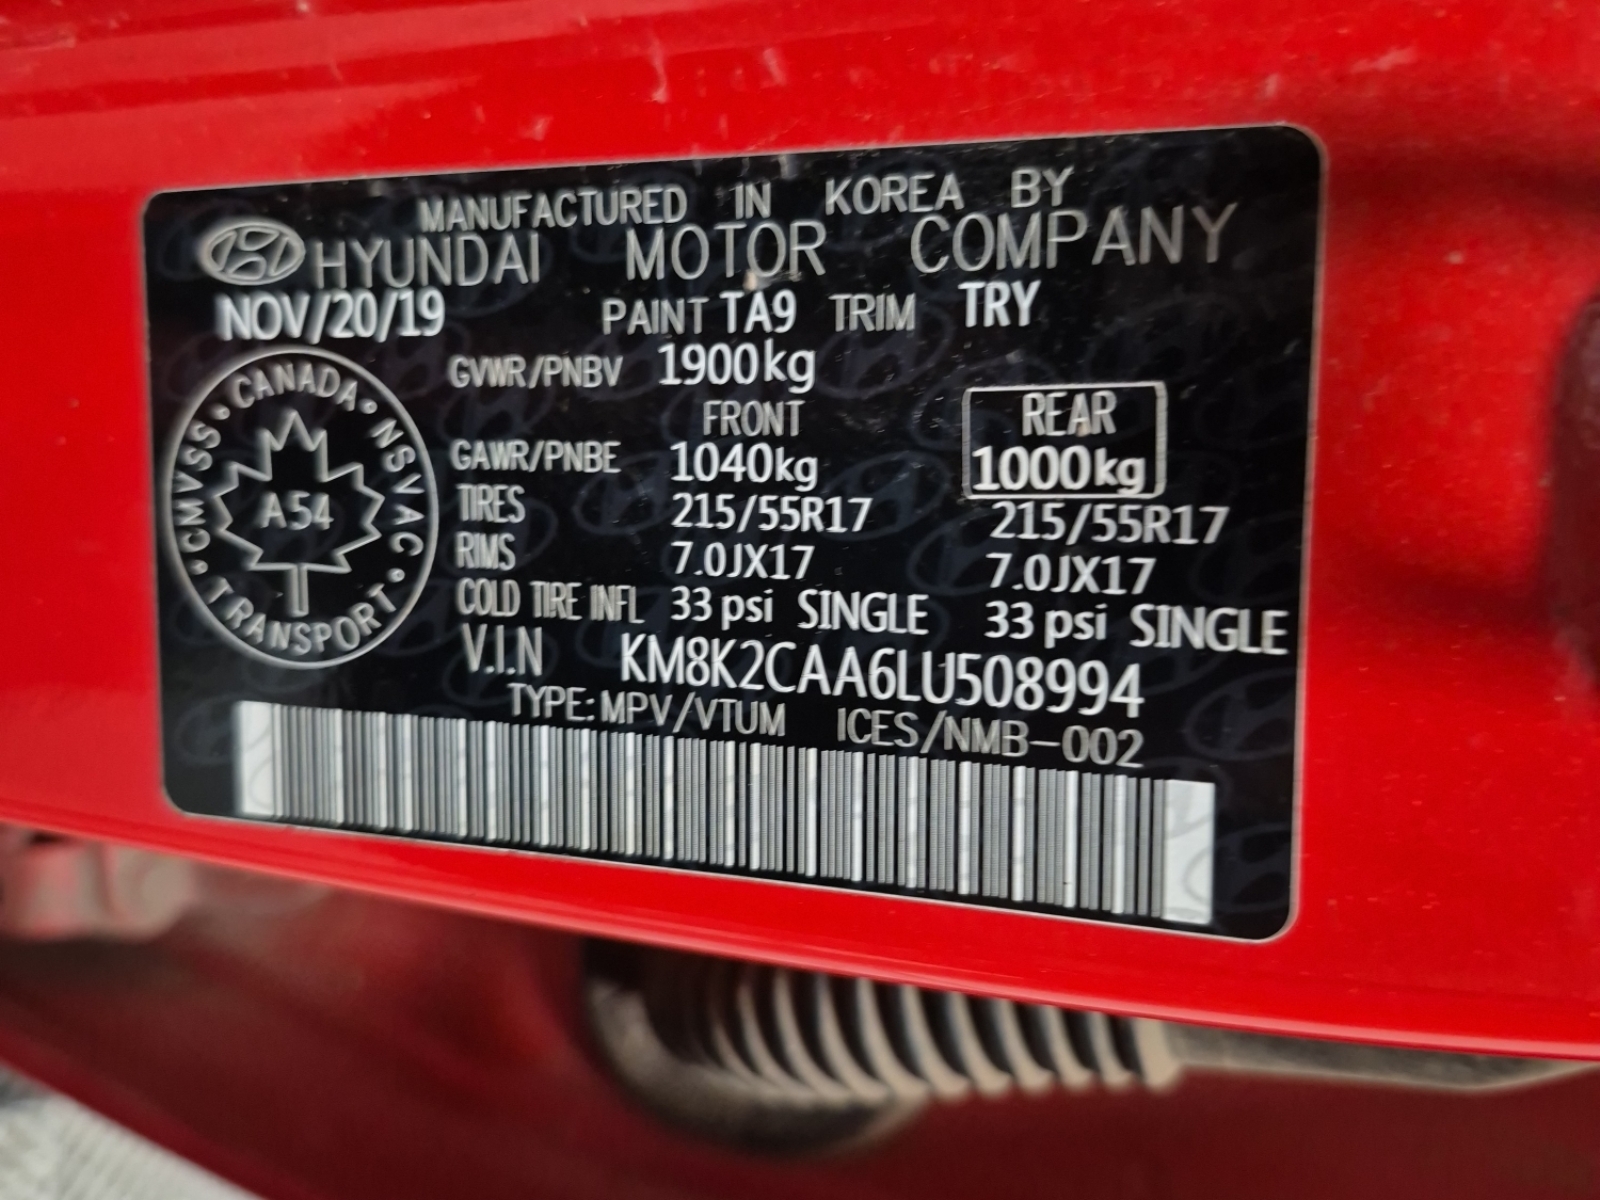 MANUFACTURED IN KOREA BY
HYUNDAI MOTOR COMPANY
NOV/20/19 PAINT TA9 TRIM TRY
GVWR/PNBV 1900kg
FRONT REAR
GAWR/PNBE 1040kg 1000kg
TIRES 215/55R17 215/55R17
RIMS 7.0JX17 7.0JX17
COLD TIRE INFL 33 psi SINGLE 33 psi SINGLE
V.I.N KM8K2CAA6LU508994
TYPE:MPV/VTUM ICES/NMB-002
CANADA • NSVAC • TRANSPORT • CMVSS •
A54